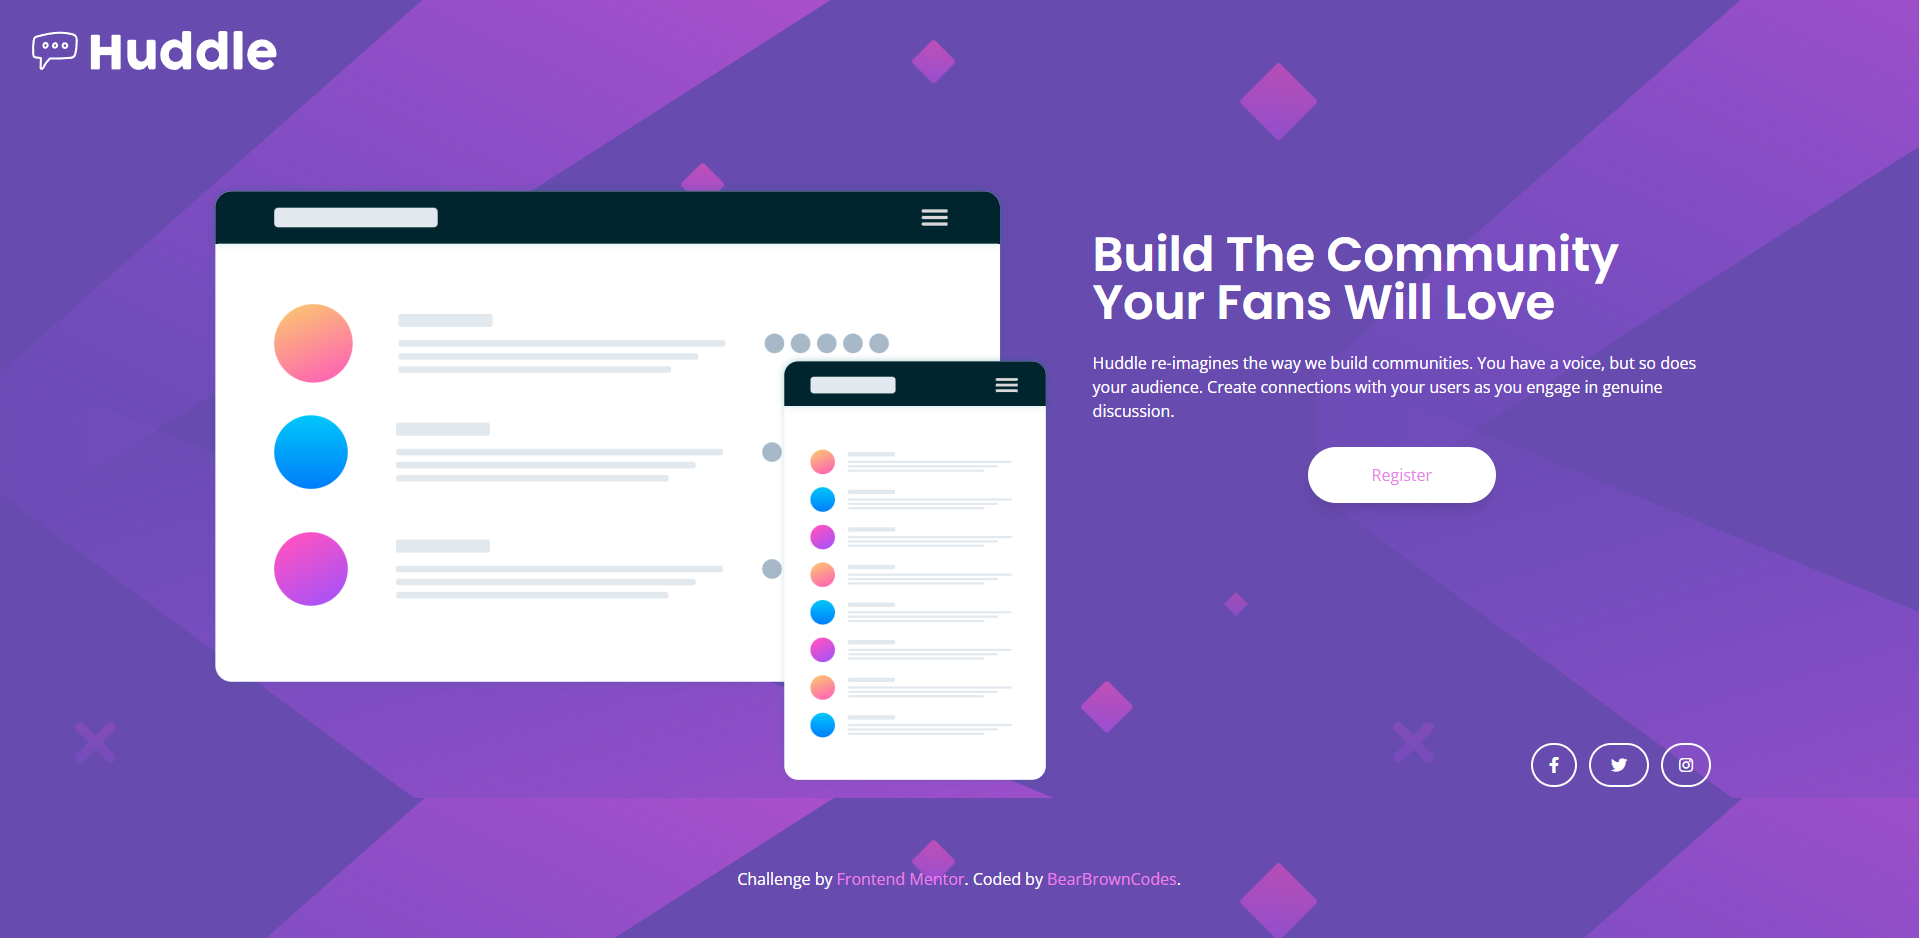 Huddle
Build The Community
Your Fans Will Love
Huddle re-imagines the way we build communities. You have a voice, but so does
your audience. Create connections with your users as you engage in genuine
discussion.
Register
Challenge by Frontend Mentor. Coded by BearBrownCodes.